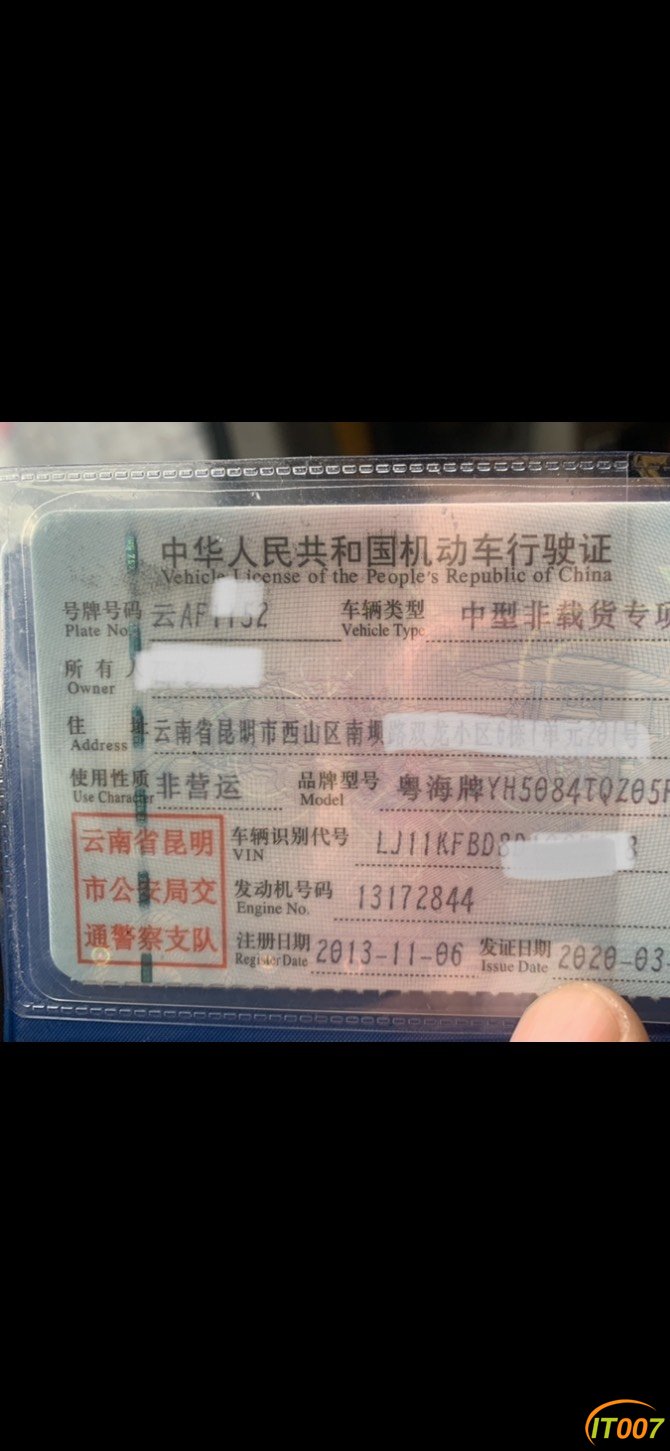 中华人民共和国机动车行驶证
Vehicle License of the People's Republic of China
号牌号码 云AF 52 车辆类型 中型非载货专项
Plate No. Vehicle Type
所有人
Owner
住址 云南省昆明市西山区南坝
Address
使用性质 非营运 品牌型号 粤海牌YH5084TQZ05
Use Character Model
云南省昆明
市公安局交
通警察支队
车辆识别代号 LJ11KFBD
VIN
发动机号码 13172844
Engine No.
注册日期 2013-11-06 发证日期 2020-03-
Register Date Issue Date
IT007